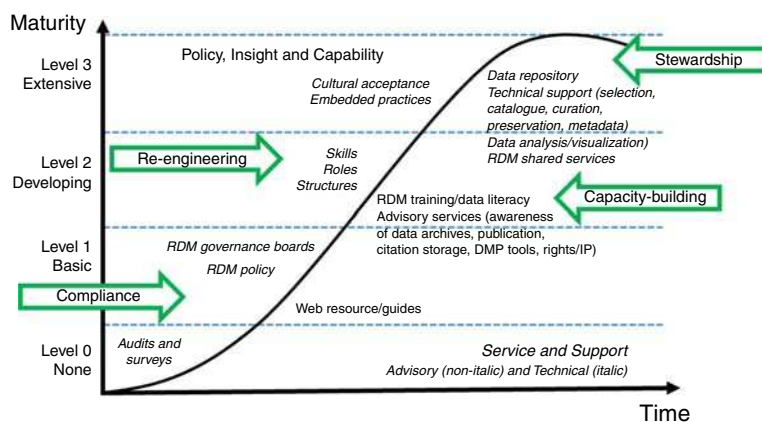 Maturity
Level 3
Extensive
Policy, Insight and Capability
Cultural acceptance
Embedded practices
Data repository
Technical support (selection,
catalogue, curation,
preservation, metadata)
Stewardship
Level 2
Developing
Re-engineering
Skills
Roles
Structures
Data analysis/visualization)
RDM shared services
RDM training/data literacy
Advisory services (awareness
of data archives, publication,
citation storage, DMP tools, rights/IP)
Capacity-building
Level 1
Basic
RDM governance boards
RDM policy
Compliance
Web resource/guides
Level 0
None
Audits and
surveys
Service and Support
Advisory (non-italic) and Technical (italic)
Time